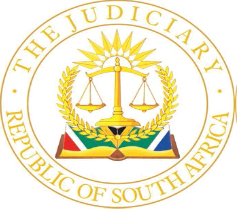 · THE JUDICIARY ·
REPUBLIC OF SOUTH AFRICA